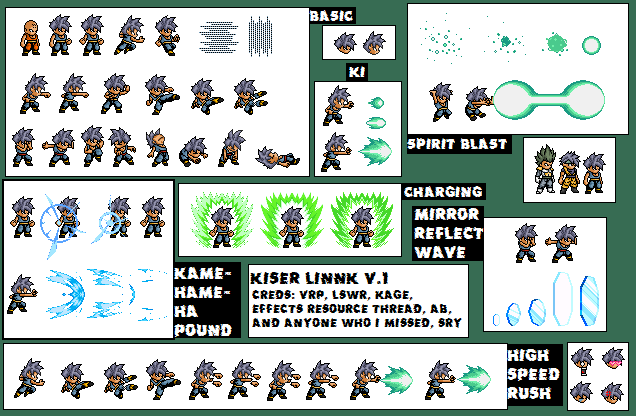 BASIC
KI
SPIRIT BLAST
CHARGING
MIRROR
REFLECT
WAVE
KAME-
HAME-
HA
POUND
KISER LINNK V.1
CREDS: VRP, LSWR, KAGE,
EFFECTS RESOURCE THREAD, AB,
AND ANYONE WHO I MISSED, SRY
HIGH
SPEED
RUSH